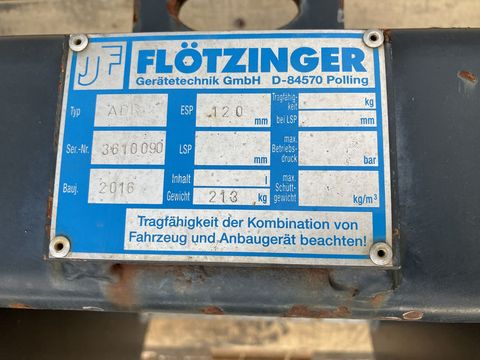 JF FLÖTZINGER
Gerätetechnik GmbH D-84570 Polling
Typ ESP 120 mm Tragfähigkeit bei LSP kg mm
Ser.-Nr. 3610090 LSP mm max. Betriebsdruck bar
Bauj. 2016 Inhalt l Gewicht 213 kg max. Schüttgewicht kg/m³
Tragfähigkeit der Kombination von
Fahrzeug und Anbaugerät beachten!